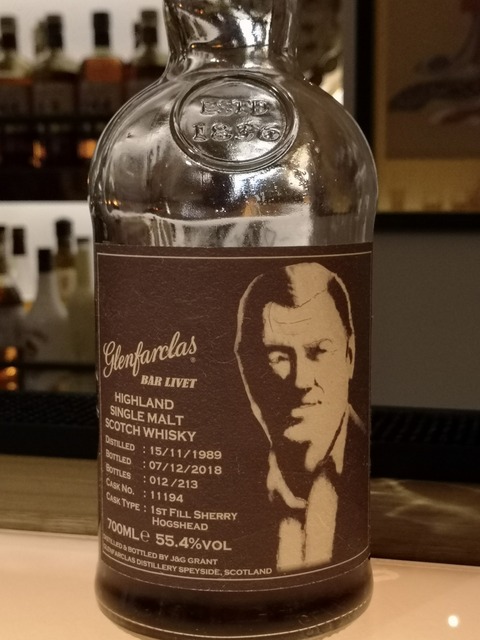 ESTD
1836
Glenfarclas®
BAR LIVET
HIGHLAND
SINGLE MALT
SCOTCH WHISKY
DISTILLED : 15/11/1989
BOTTLED : 07/12/2018
BOTTLES : 012/213
CASK NO. : 11194
CASK TYPE : 1ST FILL SHERRY
HOGSHEAD
700ML℮ 55.4%VOL
DISTILLED & BOTTLED BY J&G GRANT
GLENFARCLAS DISTILLERY SPEYSIDE, SCOTLAND